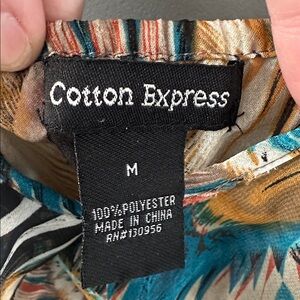 Cotton Express
M
100%POLYESTER
MADE IN CHINA
RN#130956